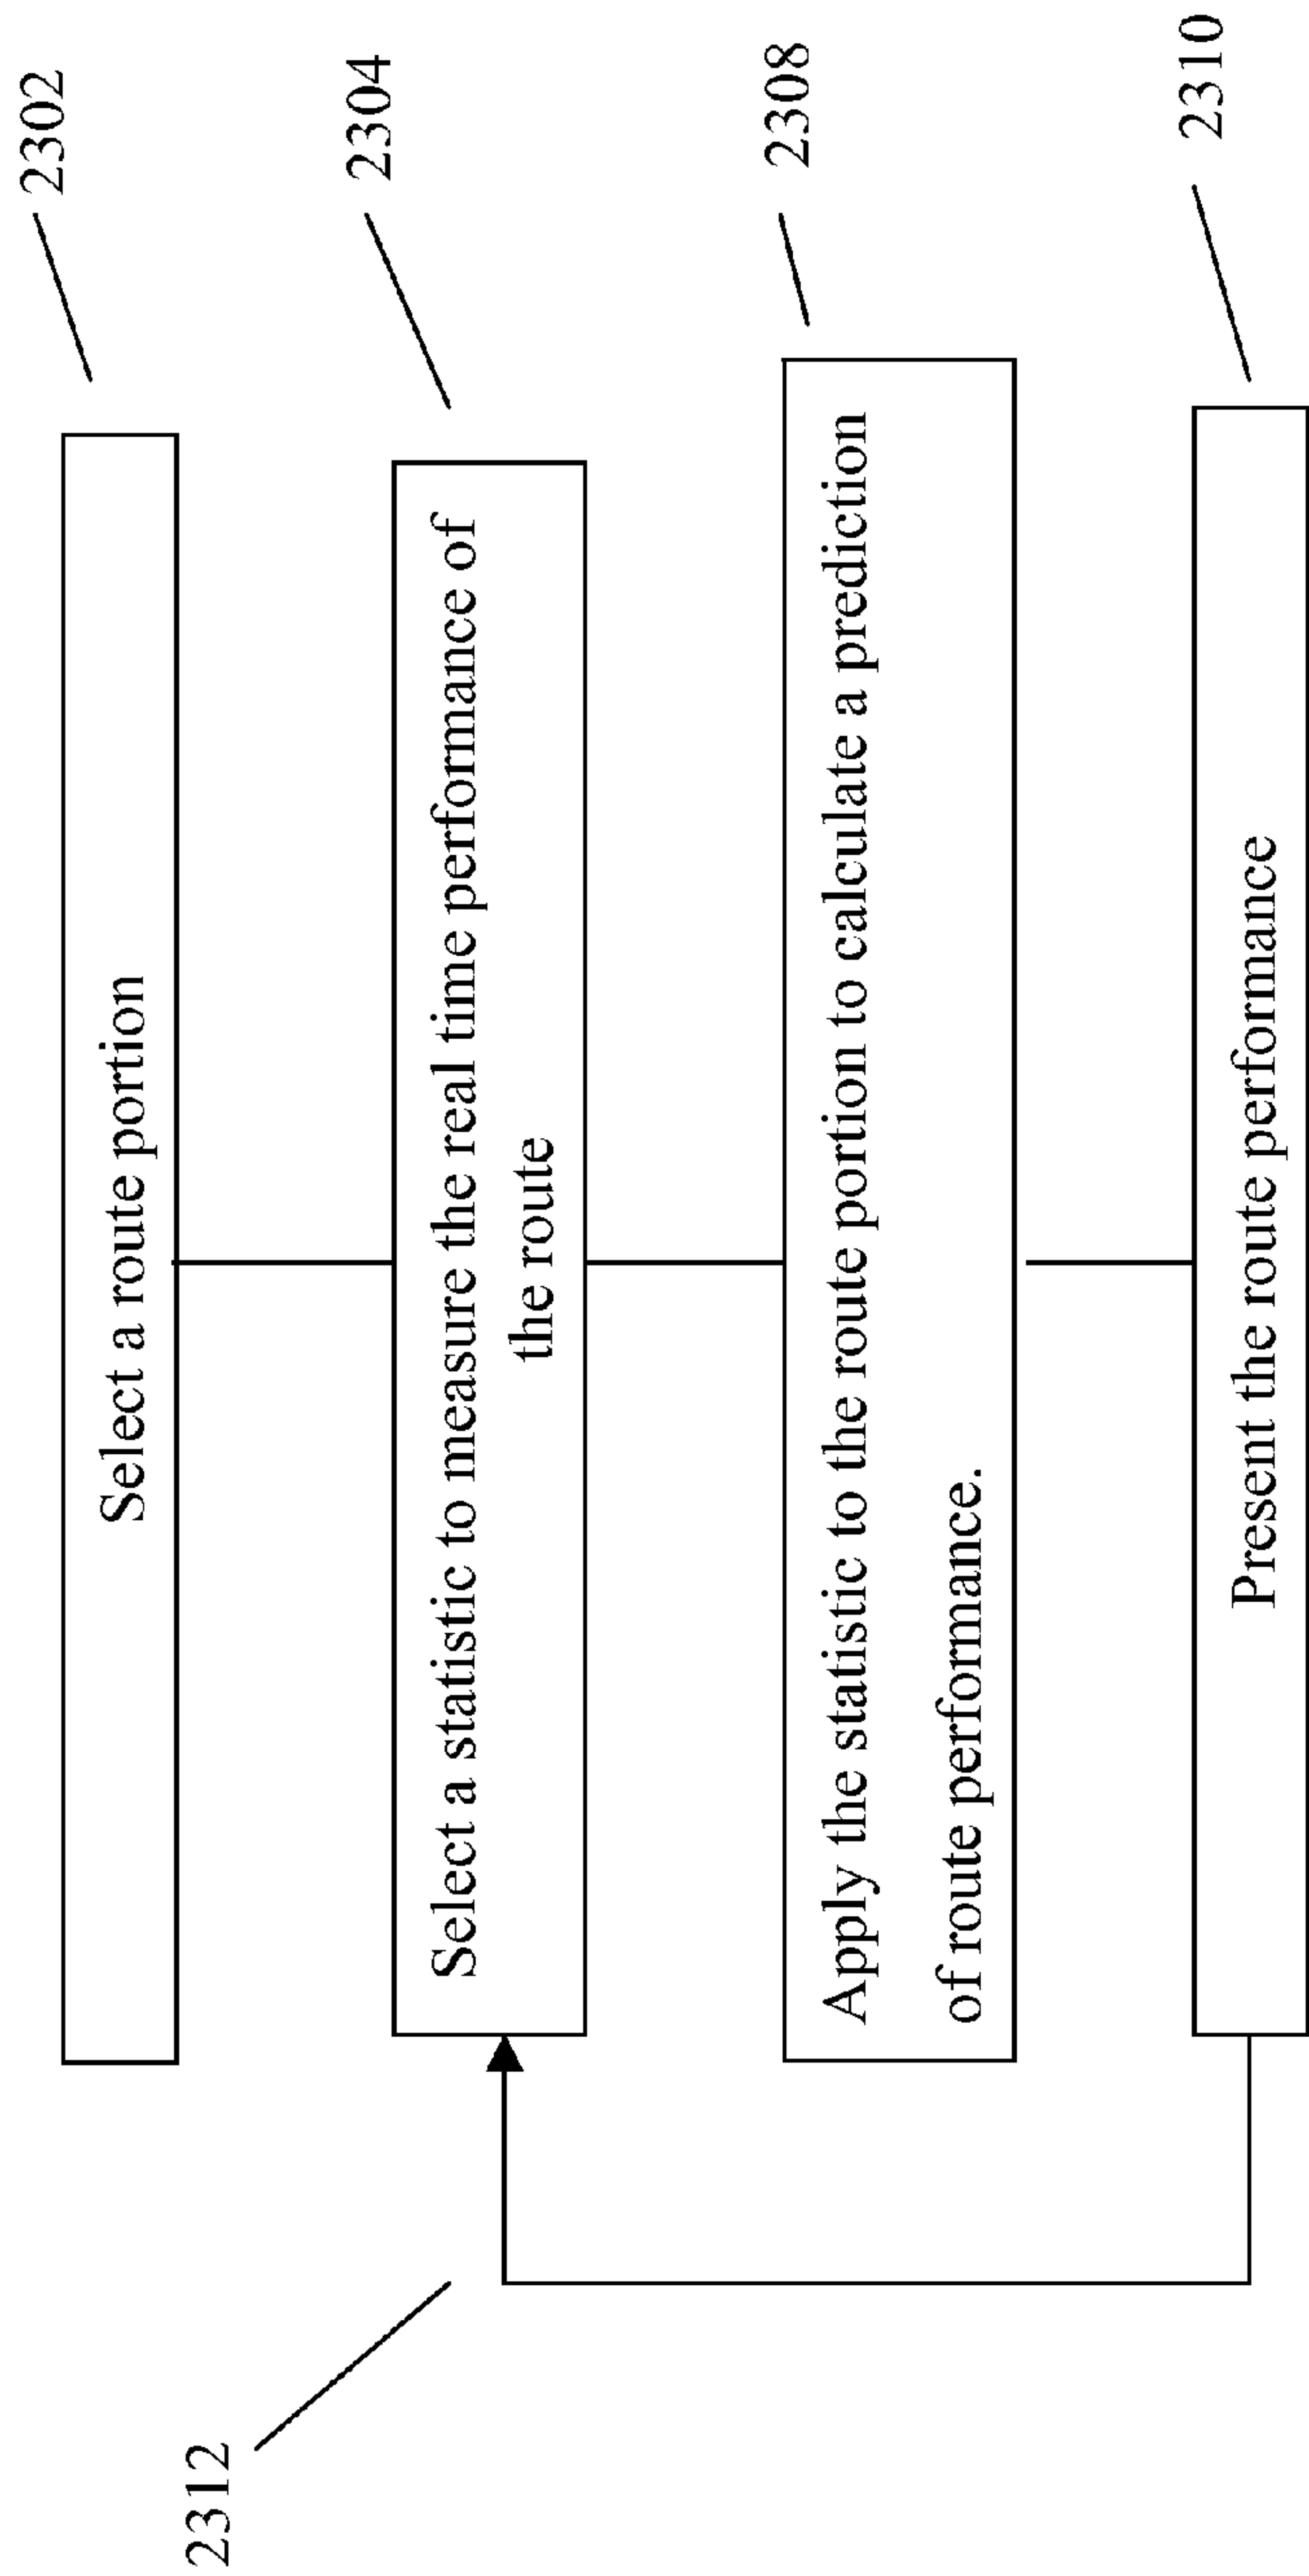 Select a route portion
2302
Select a statistic to measure the real time performance of
the route
2304
Apply the statistic to the route portion to calculate a prediction
of route performance.
2308
Present the route performance
2310
2312